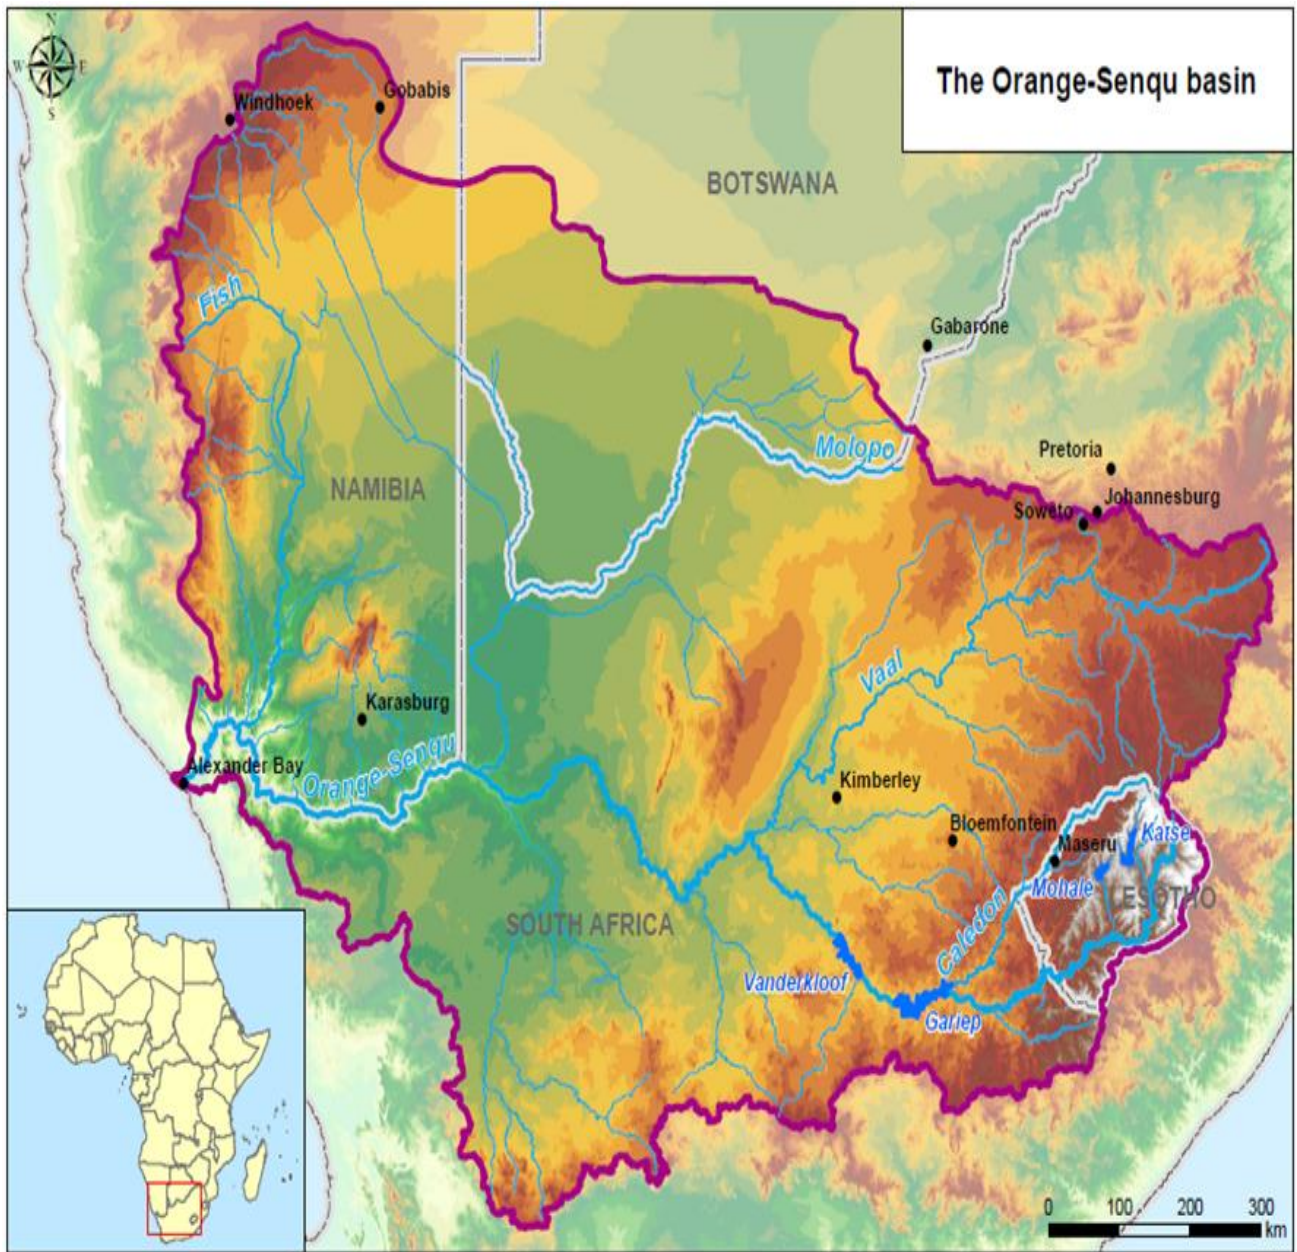 N
W E
S
The Orange-Senqu basin
Windhoek
Gobabis
BOTSWANA
Fish
Gabarone
Molopo
Pretoria
NAMIBIA
Johannesburg
Soweto
Vaal
Karasburg
Orange-Senqu
Alexander Bay
Kimberley
Bloemfontein
Katse
Maseru
Mohale
LESOTHO
SOUTH AFRICA
Caledon
Vanderkloof
Gariep
0 100 200 300
km